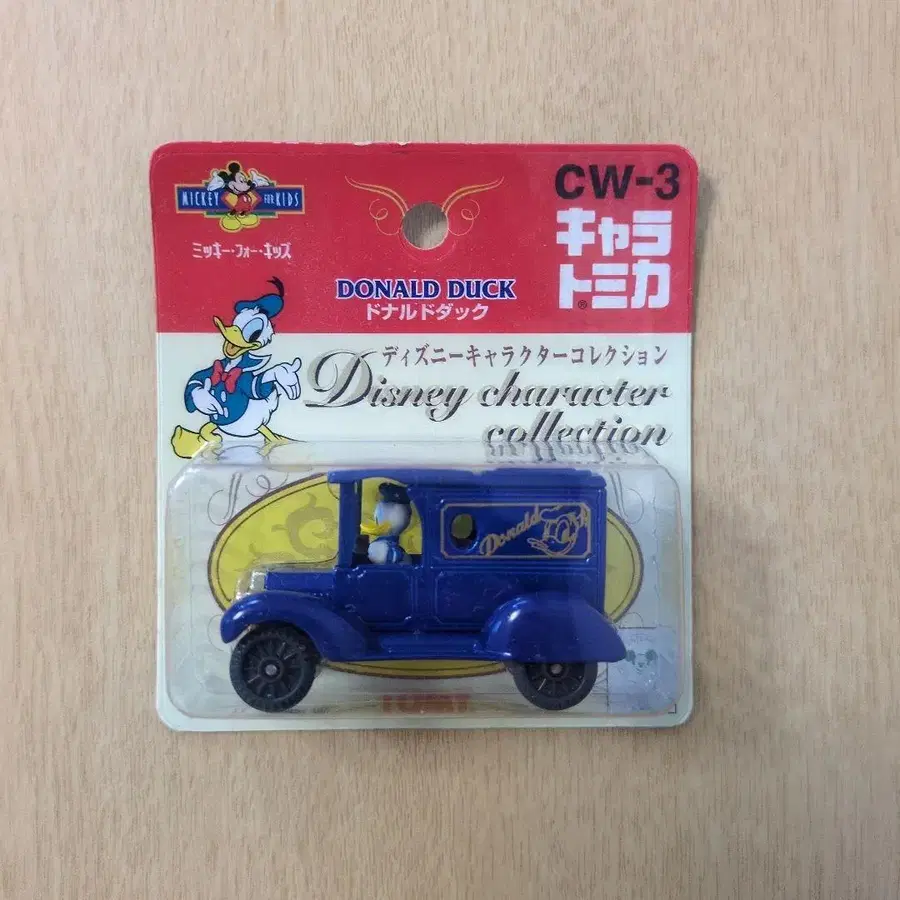 MICKEY FOR KIDS
ミッキー・フォー・キッズ
CW-3
キャラ
トミカ
®
DONALD DUCK
ドナルドダック
ディズニーキャラクターコレクション
Disney character
collection
Donald